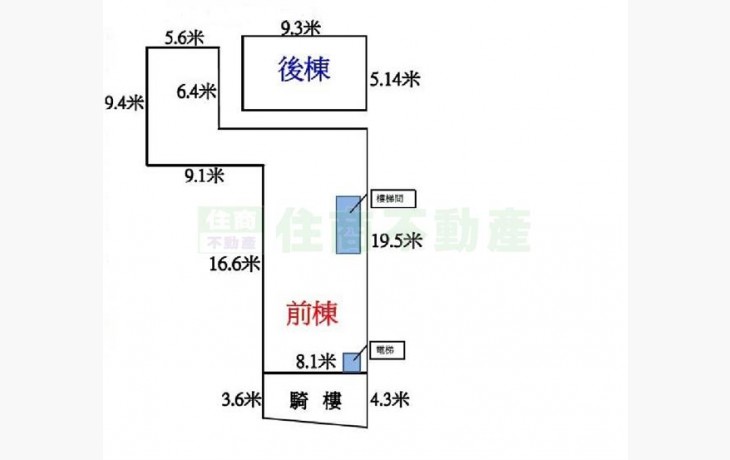 9.3米
5.6米
後棟
5.14米
6.4米
9.4米
9.1米
樓梯間
住商
不動產
住商不動產
19.5米
16.6米
前棟
電梯
8.1米
3.6米
騎樓
4.3米